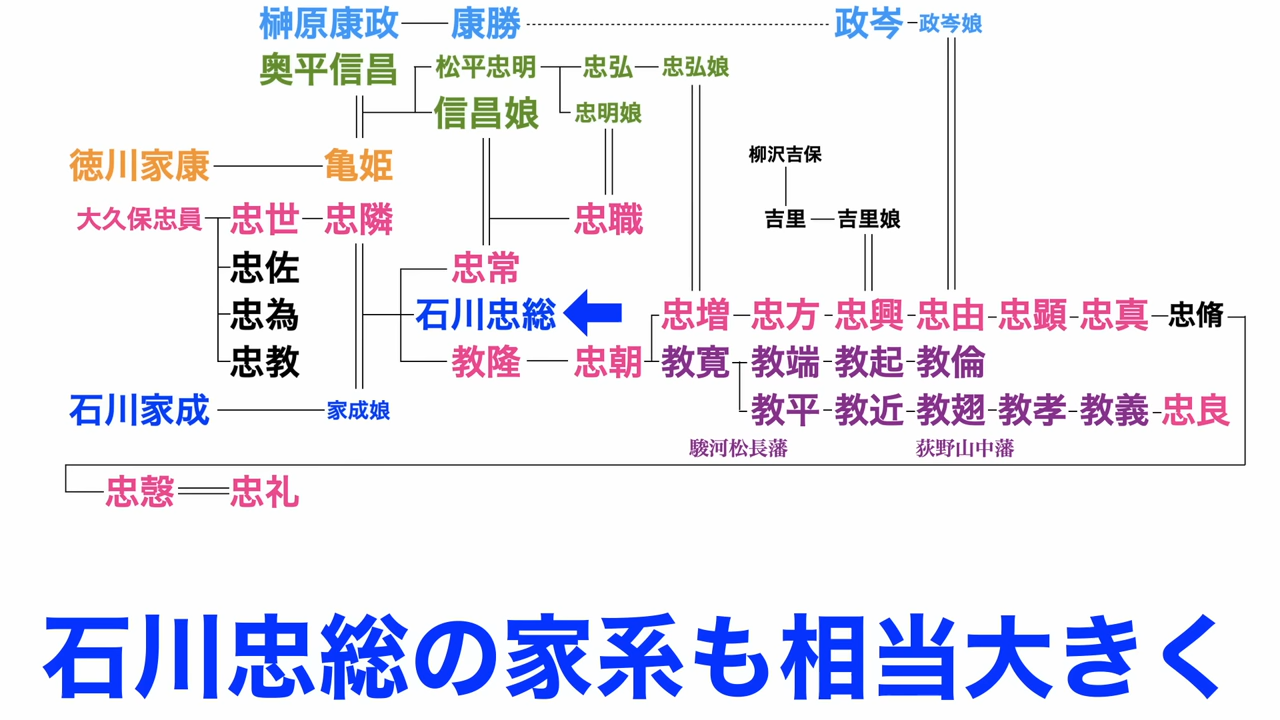 榊原康政 康勝 政岑 政岑娘
奥平信昌 松平忠明 忠弘 忠弘娘
信昌娘 忠明娘
柳沢吉保
徳川家康 亀姫
大久保忠員 忠世 忠隣 忠職 吉里 吉里娘
忠佐 忠常
忠為 石川忠総 忠増 忠方 忠興 忠由 忠顕 忠真 忠脩
忠教 教隆 忠朝 教寛 教端 教起 教倫
石川家成 家成娘 教平 教近 教翅 教孝 教義 忠良
駿河松長藩 荻野山中藩
忠愨 忠礼
石川忠総の家系も相当大きく